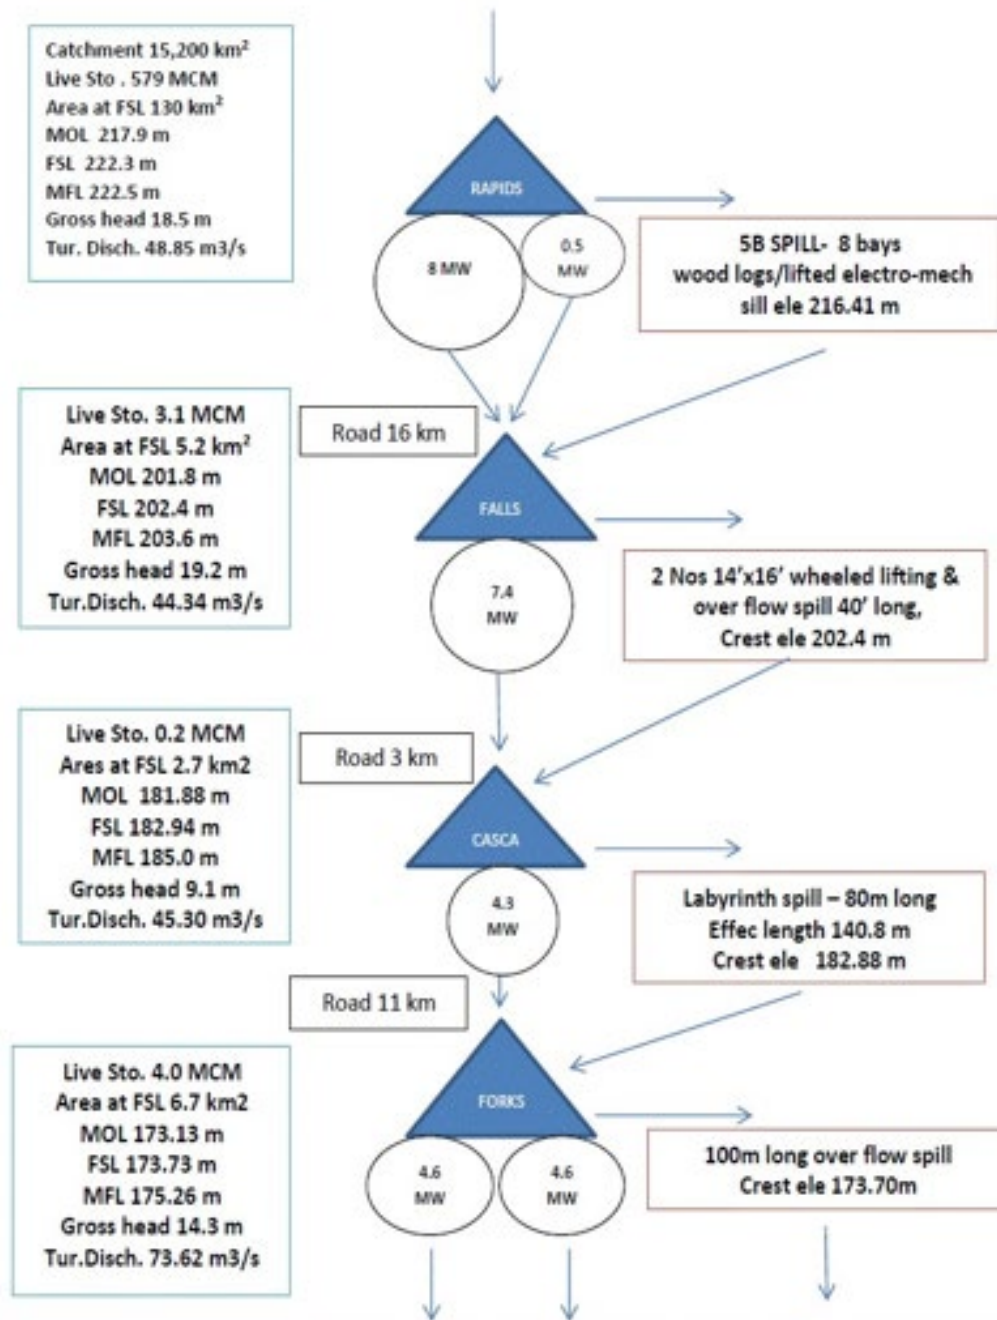 Catchment 15,200 km²
Live Sto . 579 MCM
Area at FSL 130 km²
MOL 217.9 m
FSL 222.3 m
MFL 222.5 m
Gross head 18.5 m
Tur. Disch. 48.85 m3/s
RAPIDS
8 MW
0.5
MW
5B SPILL- 8 bays
wood logs/lifted electro-mech
sill ele 216.41 m
Live Sto. 3.1 MCM
Area at FSL 5.2 km²
MOL 201.8 m
FSL 202.4 m
MFL 203.6 m
Gross head 19.2 m
Tur.Disch. 44.34 m3/s
Road 16 km
FALLS
7.4
MW
2 Nos 14'x16' wheeled lifting &
over flow spill 40' long,
Crest ele 202.4 m
Live Sto. 0.2 MCM
Ares at FSL 2.7 km2
MOL 181.88 m
FSL 182.94 m
MFL 185.0 m
Gross head 9.1 m
Tur.Disch. 45.30 m3/s
Road 3 km
CASCA
4.3
MW
Labyrinth spill – 80m long
Effec length 140.8 m
Crest ele 182.88 m
Road 11 km
Live Sto. 4.0 MCM
Area at FSL 6.7 km2
MOL 173.13 m
FSL 173.73 m
MFL 175.26 m
Gross head 14.3 m
Tur.Disch. 73.62 m3/s
FORKS
4.6
MW
4.6
MW
100m long over flow spill
Crest ele 173.70m